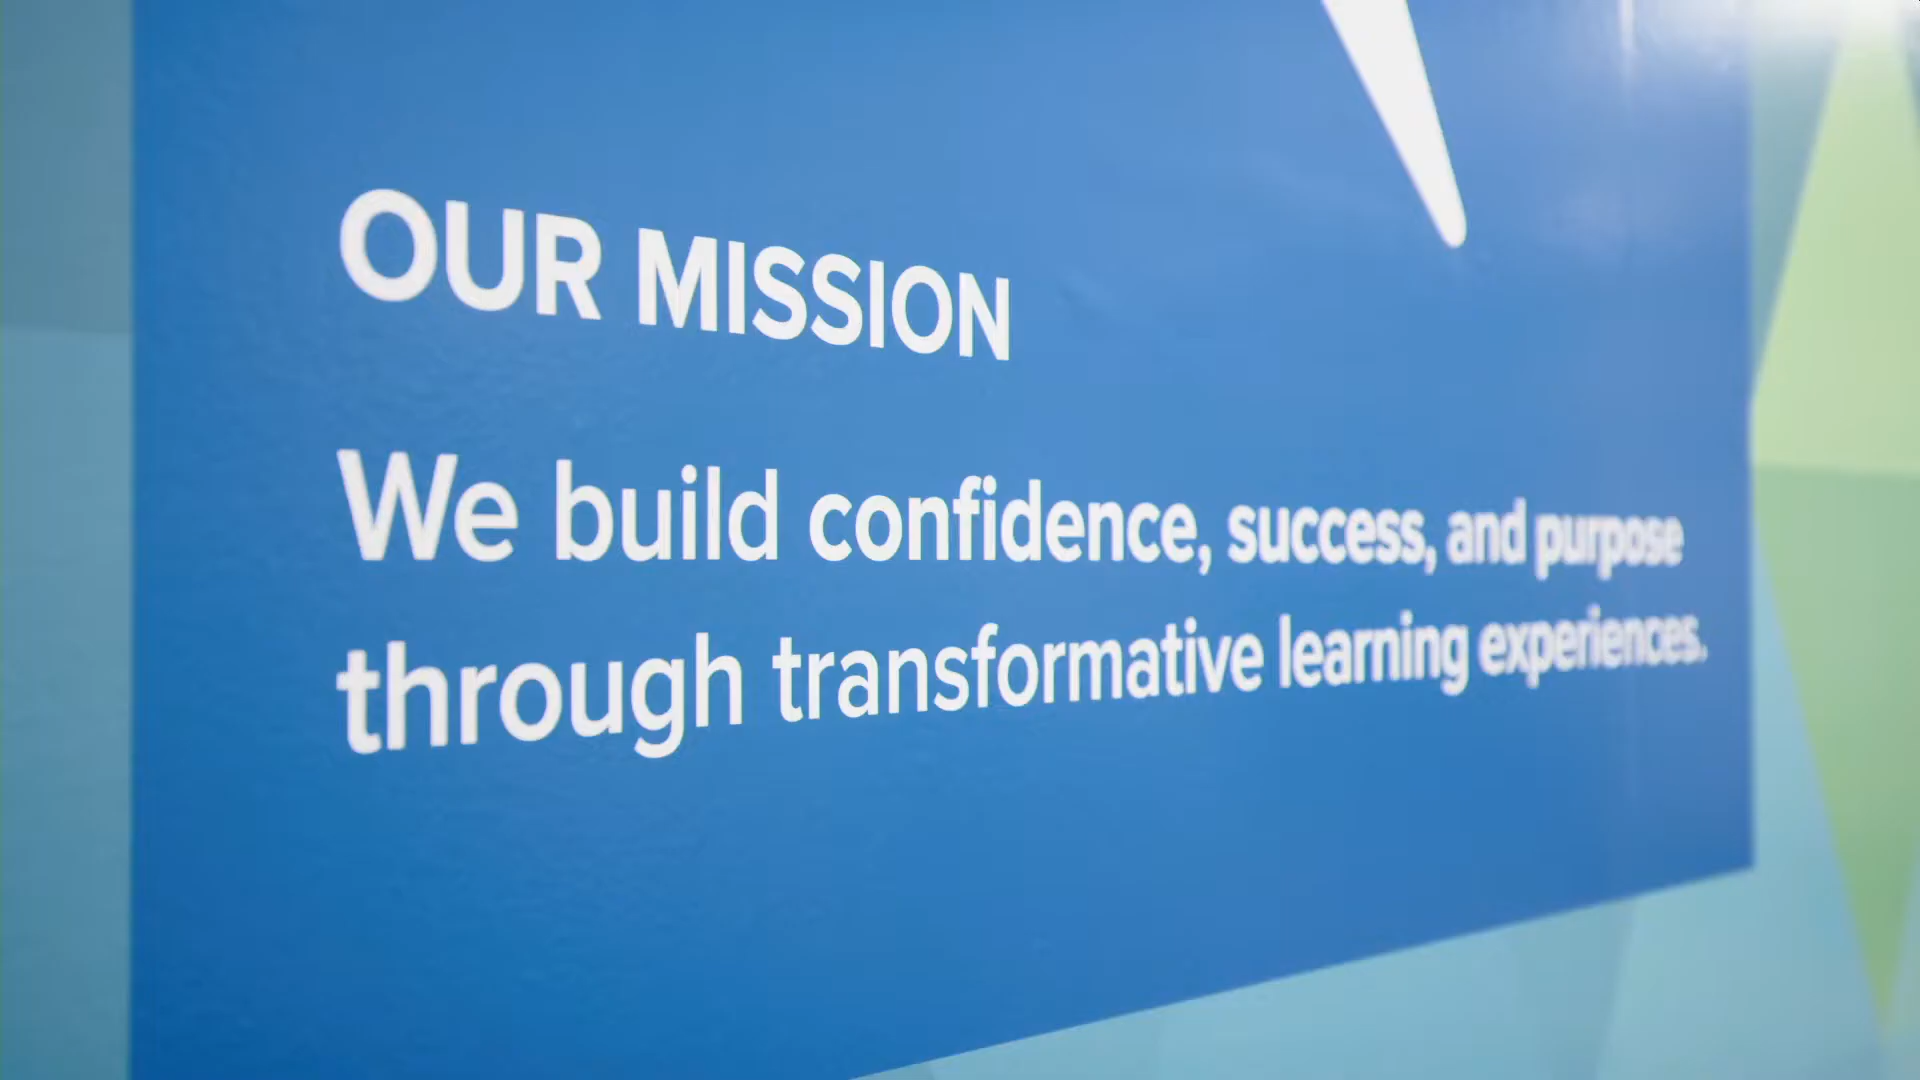 OUR MISSION
We build confidence, success, and purpose
through transformative learning experiences.